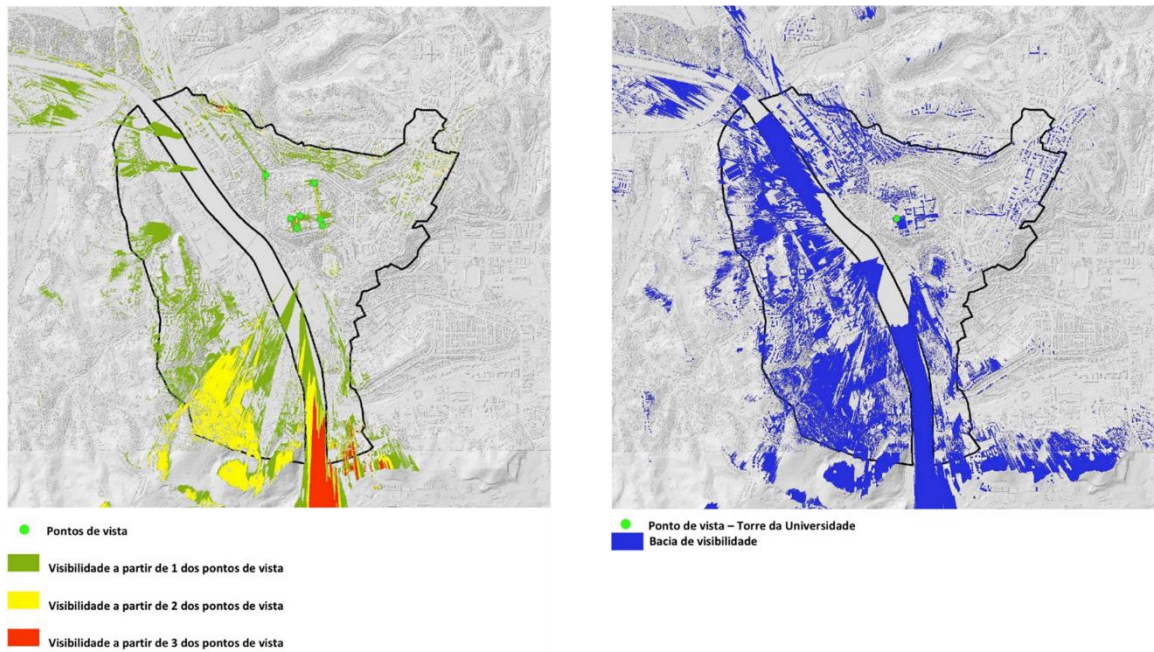 Pontos de vista
Visibilidade a partir de 1 dos pontos de vista
Visibilidade a partir de 2 dos pontos de vista
Visibilidade a partir de 3 dos pontos de vista
Ponto de vista – Torre da Universidade
Bacia de visibilidade